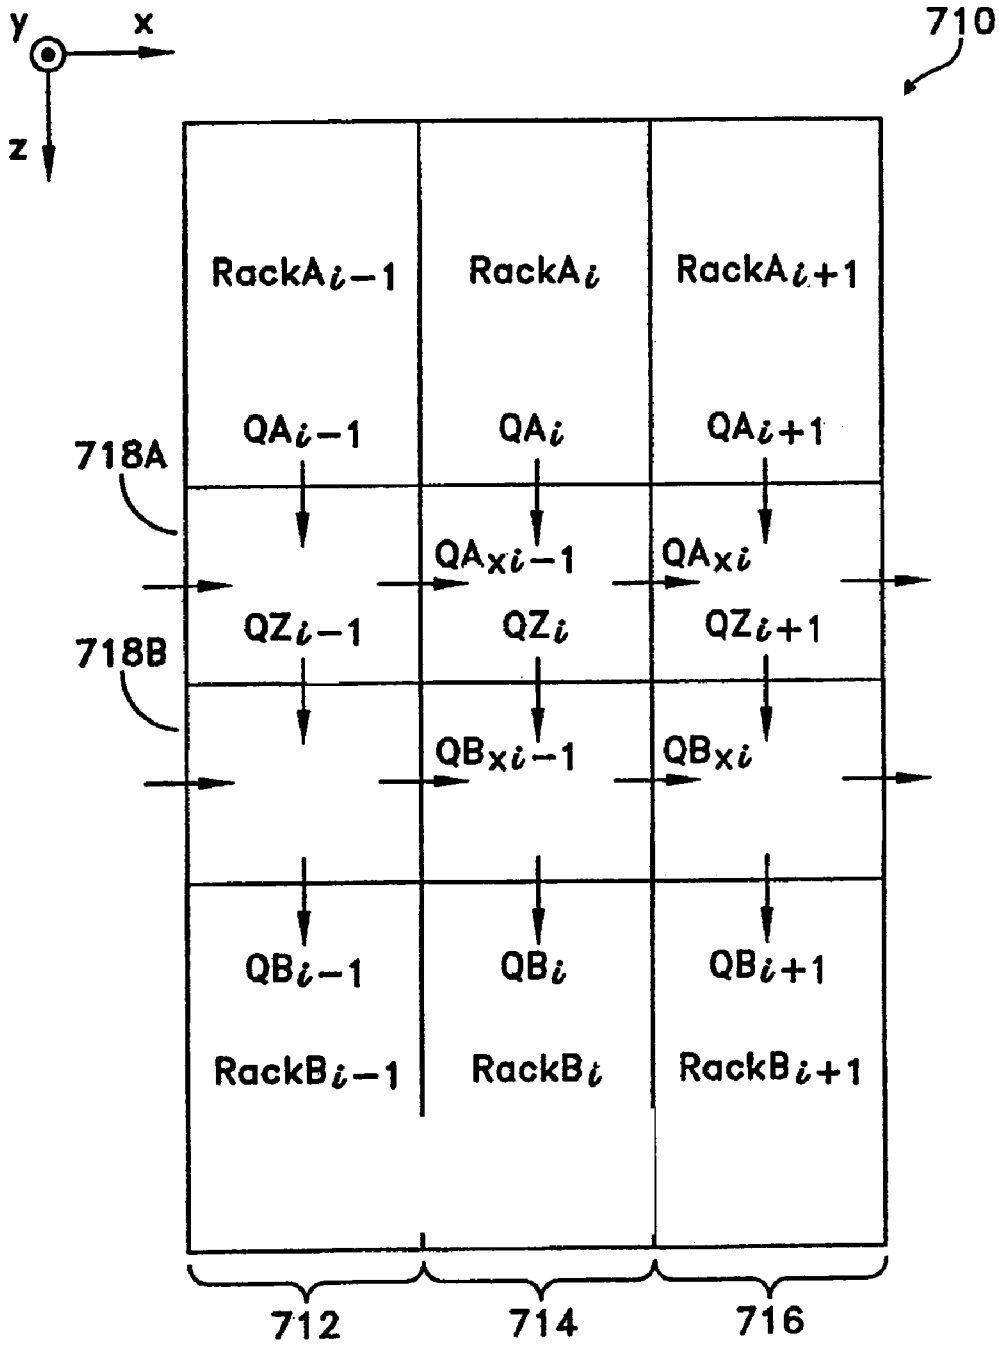 y x
710
z
RackAi−1 RackAi RackAi+1
QAi−1 QAi QAi+1
718A
QAxi−1 QAxi
QZi−1 QZi QZi+1
718B
QBxi−1 QBxi
QBi−1 QBi QBi+1
RackBi−1 RackBi RackBi+1
712 714 716